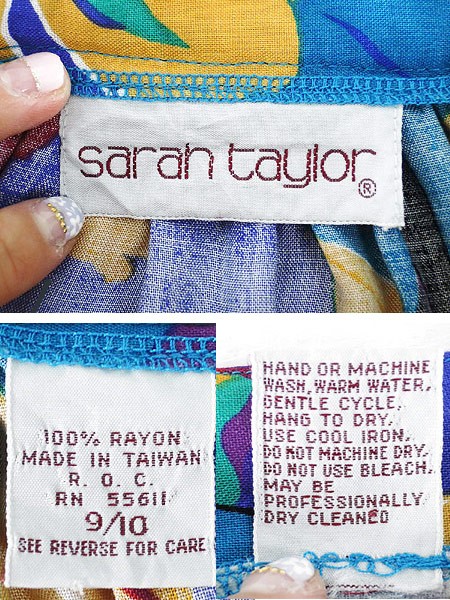 sarah taylor ®
100% RAYON
MADE IN TAIWAN
R. O. C.
RN 55611
9/10
SEE REVERSE FOR CARE
HAND OR MACHINE
WASH, WARM WATER,
GENTLE CYCLE,
HANG TO DRY.
USE COOL IRON.
DO NOT MACHINE DRY.
DO NOT USE BLEACH.
MAY BE
PROFESSIONALLY
DRY CLEANED